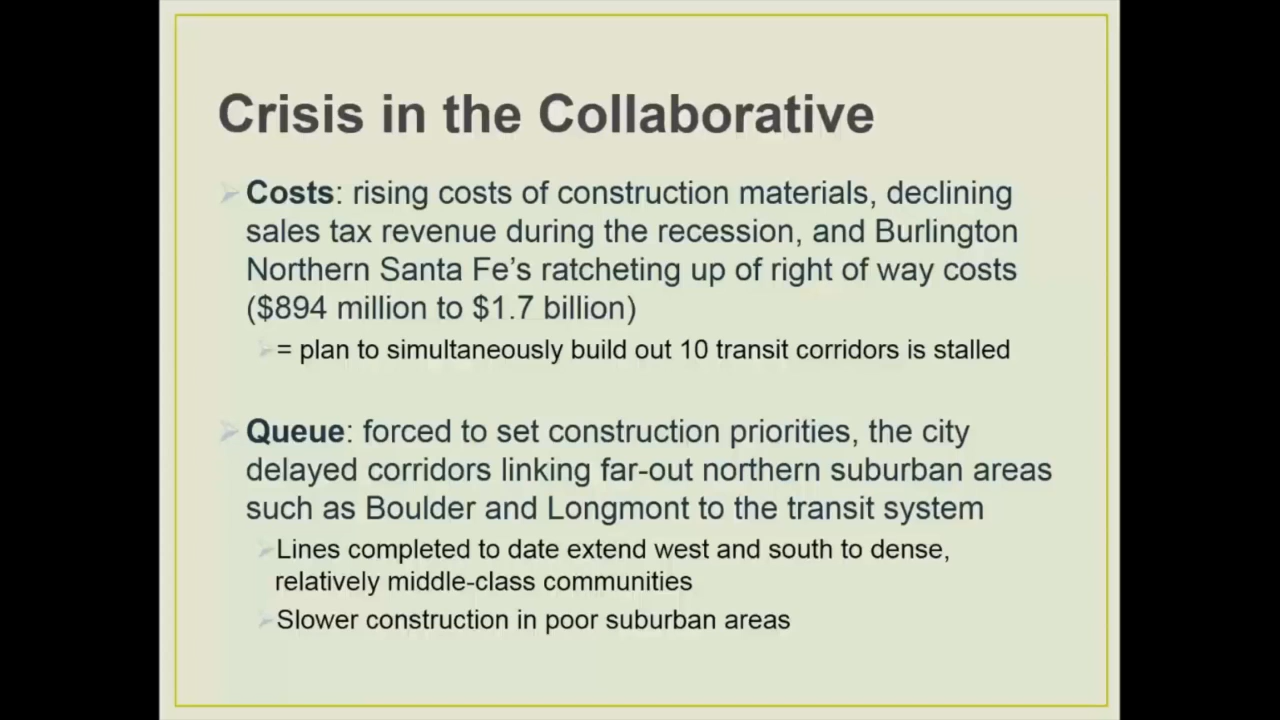 Crisis in the Collaborative
Costs: rising costs of construction materials, declining
sales tax revenue during the recession, and Burlington
Northern Santa Fe’s ratcheting up of right of way costs
($894 million to $1.7 billion)
= plan to simultaneously build out 10 transit corridors is stalled
Queue: forced to set construction priorities, the city
delayed corridors linking far-out northern suburban areas
such as Boulder and Longmont to the transit system
Lines completed to date extend west and south to dense,
relatively middle-class communities
Slower construction in poor suburban areas